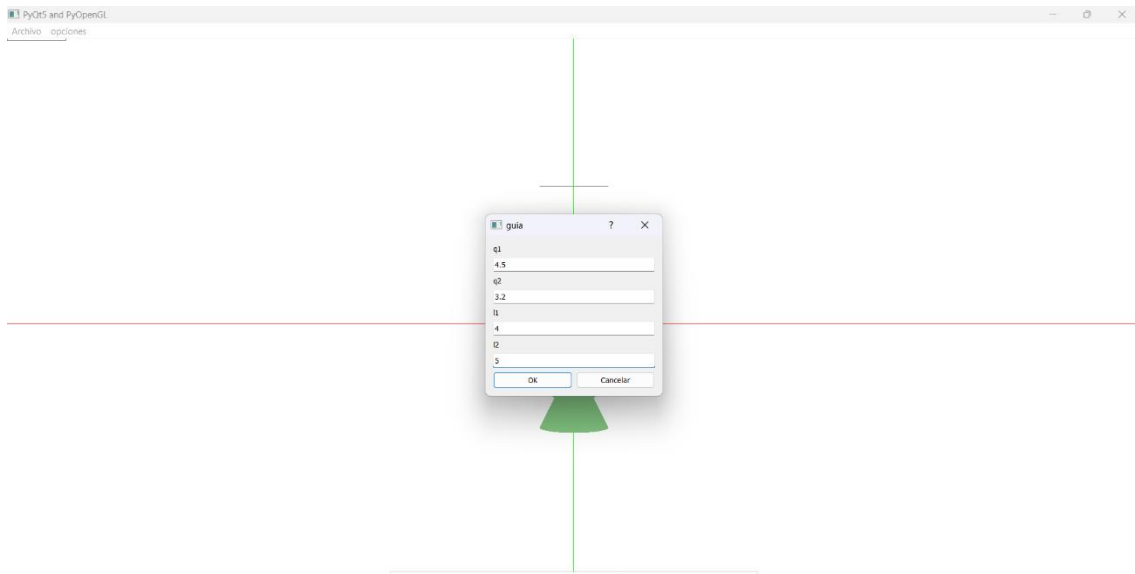 PyQt5 and PyOpenGL
Archivo opciones
guia ?
q1
4.5
q2
3.2
l1
4
l2
5
OK Cancelar